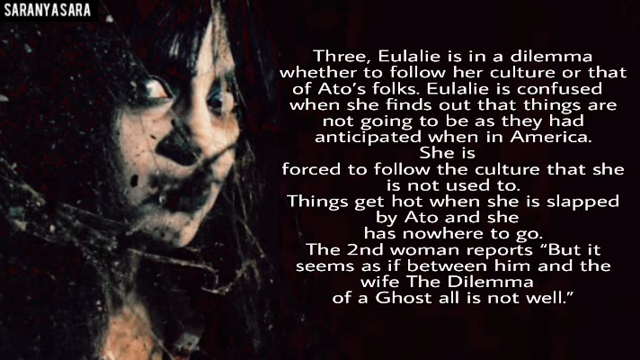 SARANYASARA
Three, Eulalie is in a dilemma
whether to follow her culture or that
of Ato's folks. Eulalie is confused
when she finds out that things are
not going to be as they had
anticipated when in America.
She is
forced to follow the culture that she
is not used to.
Things get hot when she is slapped
by Ato and she
has nowhere to go.
The 2nd woman reports “But it
seems as if between him and the
wife The Dilemma
of a Ghost all is not well.”